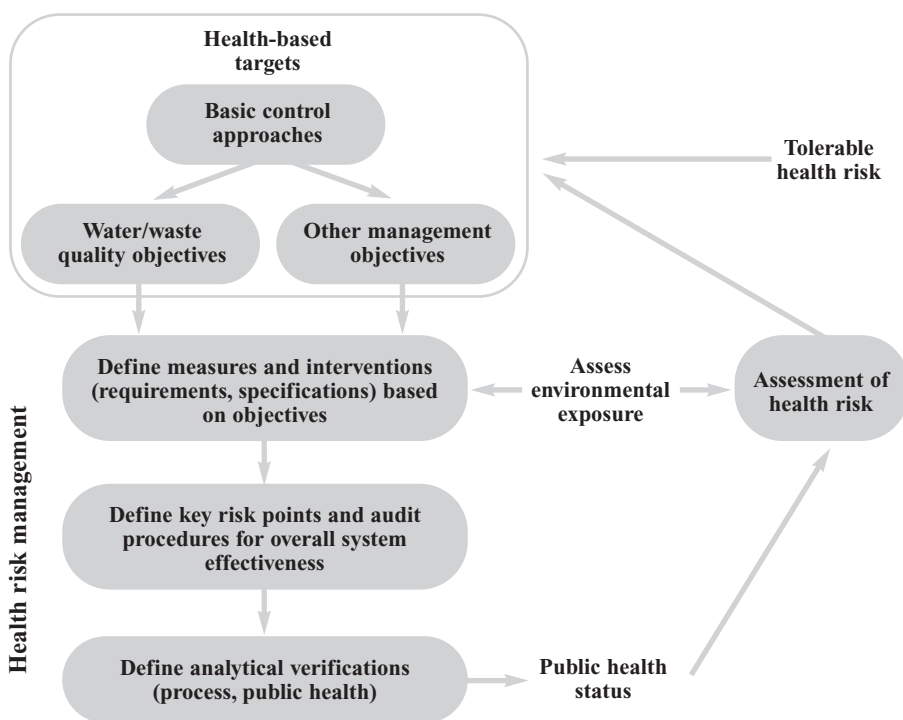 Health-based
targets
Basic control
approaches
Tolerable
health risk
Water/waste
quality objectives
Other management
objectives
Define measures and interventions
(requirements, specifications) based
on objectives
Assess
environmental
exposure
Assessment of
health risk
Health risk management
Define key risk points and audit
procedures for overall system
effectiveness
Define analytical verifications
(process, public health)
Public health
status